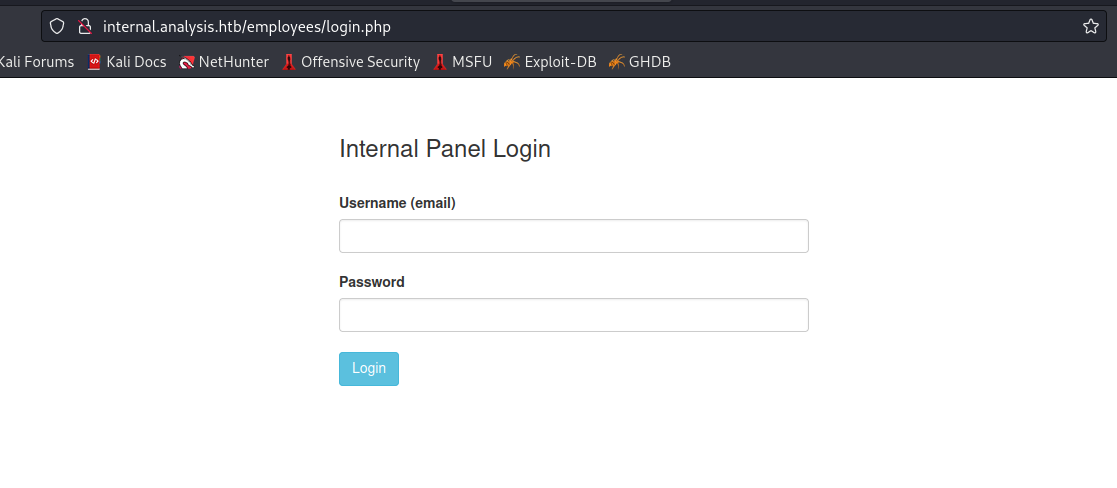 internal.analysis.htb/employees/login.php
Kali Forums Kali Docs NetHunter Offensive Security MSFU Exploit-DB GHDB
Internal Panel Login
Username (email)
Password
Login